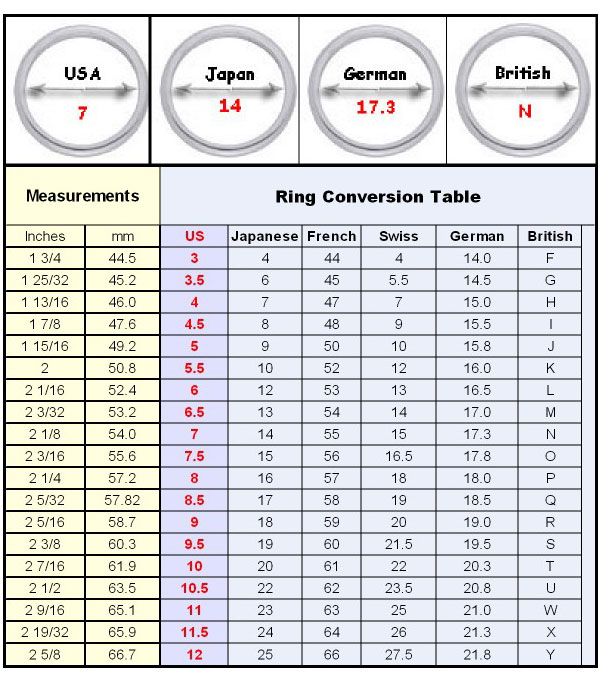 USA Japan German British
7 14 17.3 N
Measurements Ring Conversion Table
Inches mm US Japanese French Swiss German British
1 3/4 44.5 3 4 44 4 14.0 F
1 25/32 45.2 3.5 6 45 5.5 14.5 G
1 13/16 46.0 4 7 47 7 15.0 H
1 7/8 47.6 4.5 8 48 9 15.5 I
1 15/16 49.2 5 9 50 10 15.8 J
2 50.8 5.5 10 52 12 16.0 K
2 1/16 52.4 6 12 53 13 16.5 L
2 3/32 53.2 6.5 13 54 14 17.0 M
2 1/8 54.0 7 14 55 15 17.3 N
2 3/16 55.6 7.5 15 56 16.5 17.8 O
2 1/4 57.2 8 16 57 18 18.0 P
2 5/32 57.82 8.5 17 58 19 18.5 Q
2 5/16 58.7 9 18 59 20 19.0 R
2 3/8 60.3 9.5 19 60 21.5 19.5 S
2 7/16 61.9 10 20 61 22 20.3 T
2 1/2 63.5 10.5 22 62 23.5 20.8 U
2 9/16 65.1 11 23 63 25 21.0 W
2 19/32 65.9 11.5 24 64 26 21.3 X
2 5/8 66.7 12 25 66 27.5 21.8 Y